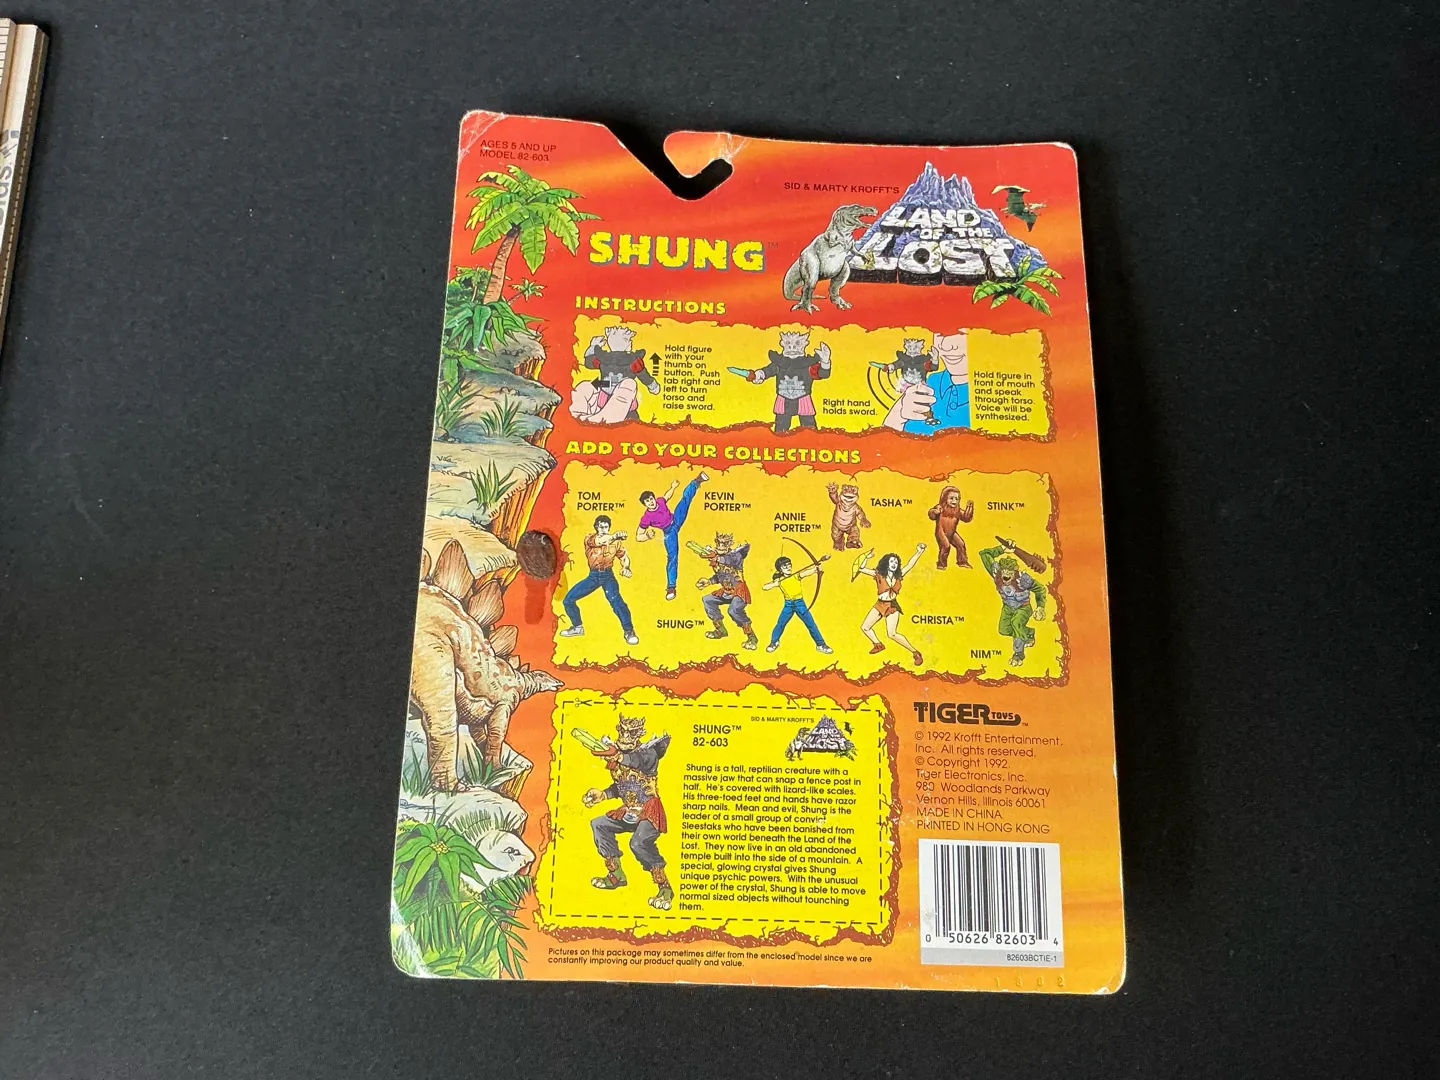 AGES 5 AND UP
MODEL 82-603
SID & MARTY KROFFT'S
LAND
OF THE
LOST
SHUNG™
INSTRUCTIONS
Hold figure
with your
thumb on
button. Push
tab right and
left to turn
torso and
raise sword.
Right hand
holds sword.
Hold figure in
front of mouth
and speak
through torso.
Voice will be
synthesized.
ADD TO YOUR COLLECTIONS
TOM
PORTER™
KEVIN
PORTER™
ANNIE
PORTER™
TASHA™
STINK™
SHUNG™
CHRISTA™
NIM™
SHUNG™
82-603
SID & MARTY KROFFT'S
LAND
OF THE
LOST
Shung is a tall, reptilian creature with a
massive jaw that can snap a fence post in
half. He's covered with lizard-like scales.
His three-toed feet and hands have razor
sharp nails. Mean and evil, Shung is the
leader of a small group of convict
Sleestaks who have been banished from
their own world beneath the Land of the
Lost. They now live in an old abandoned
temple built into the side of a mountain. A
special, glowing crystal gives Shung
unique psychic powers. With the unusual
power of the crystal, Shung is able to move
normal sized objects without tounching
them.
TIGER TOYS™
© 1992 Krofft Entertainment,
Inc. All rights reserved.
© Copyright 1992.
Tiger Electronics, Inc.
980 Woodlands Parkway
Vernon Hills, Illinois 60061
MADE IN CHINA
PRINTED IN HONG KONG
0 50626 82603 4
82603BCTIE-1
Pictures on this package may sometimes differ from the enclosed model since we are
constantly improving our product quality and value.